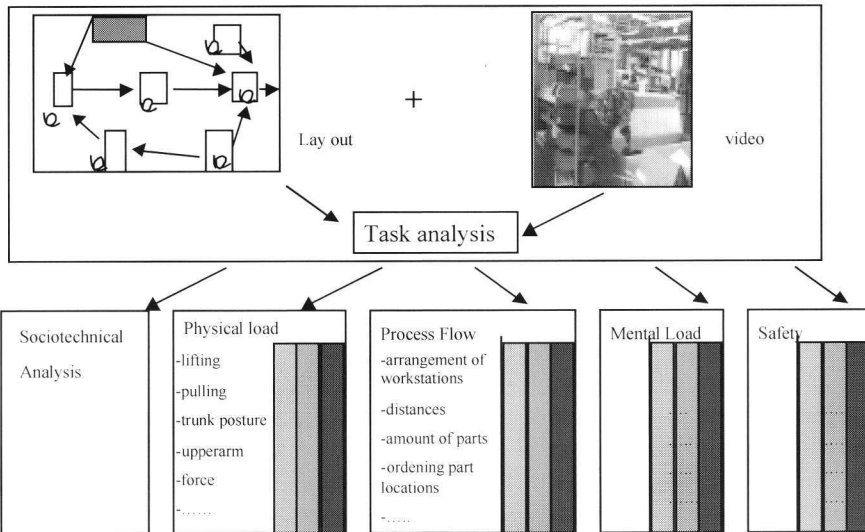 Lay out
+
video
Task analysis
Sociotechnical
Analysis
Physical load
-lifting
-pulling
-trunk posture
-upperarm
-force
-......
Process Flow
-arrangement of
workstations
-distances
-amount of parts
-ordening part
locations
-.....
Mental Load
....
....
....
....
Safety
....
....
....
....